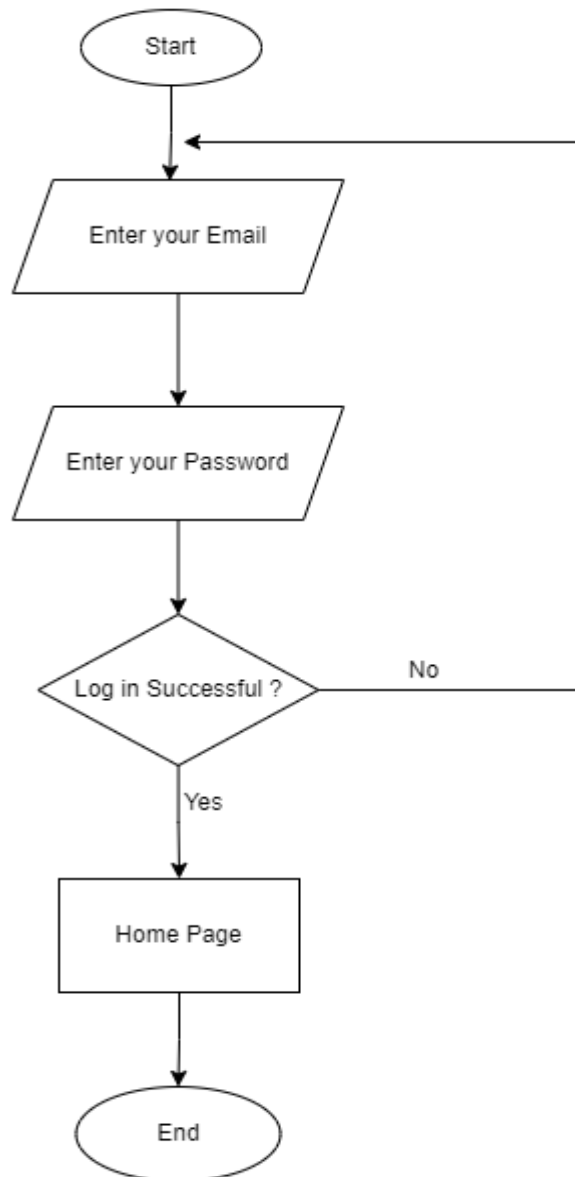 Start
Enter your Email
Enter your Password
Log in Successful ?
No
Yes
Home Page
End